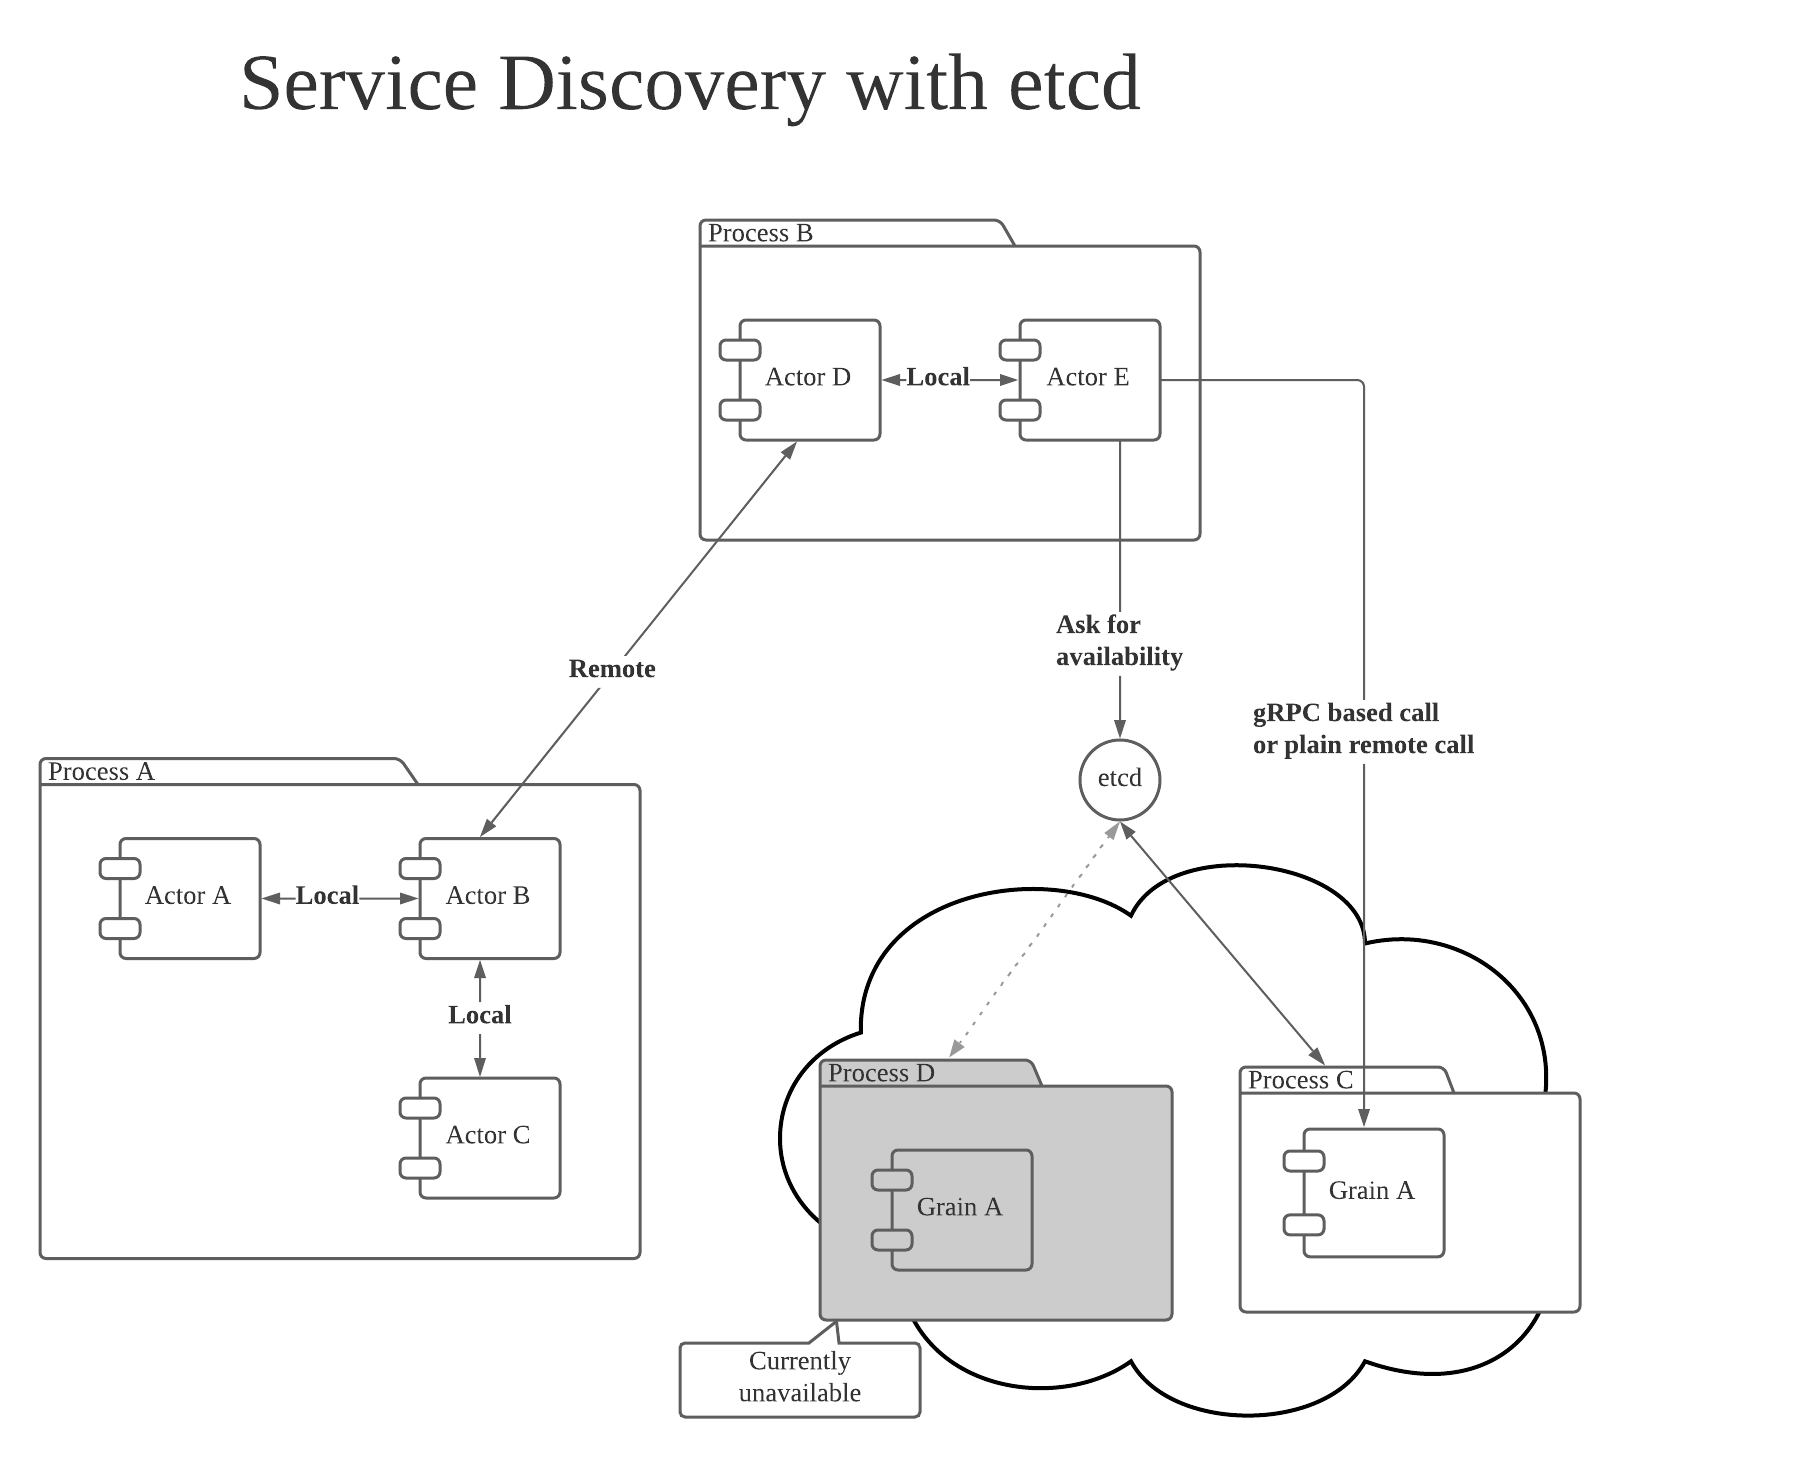 Service Discovery with etcd
Process B
Actor D
Local
Actor E
Ask for
availability
Remote
gRPC based call
or plain remote call
etcd
Process A
Actor A
Local
Actor B
Local
Actor C
Process D
Grain A
Process C
Grain A
Currently
unavailable